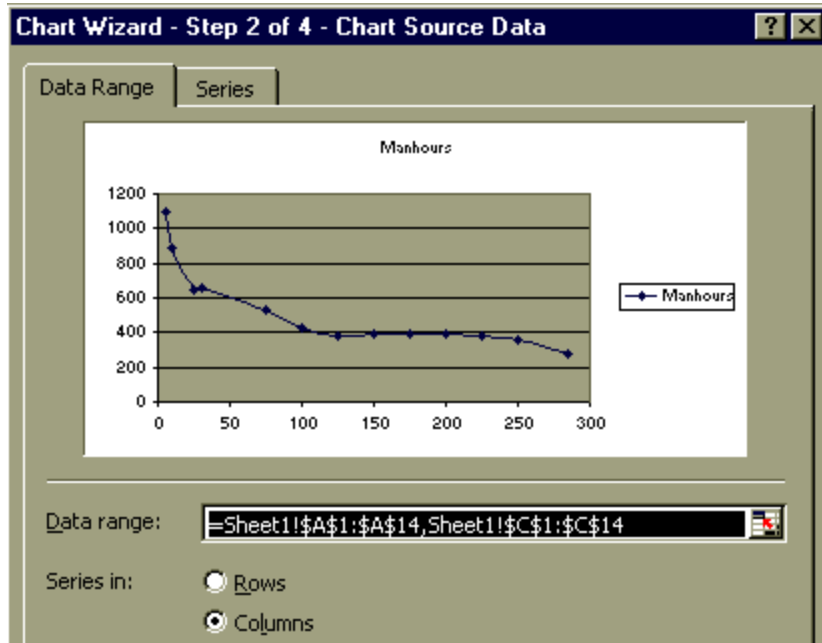 Chart Wizard - Step 2 of 4 - Chart Source Data
Data Range
Series
Manhours
1200
1000
800
600
400
200
0
0 50 100 150 200 250 300
Manhours
Data range: =Sheet1!$A$1:$A$14,Sheet1!$C$1:$C$14
Series in: Rows
Columns